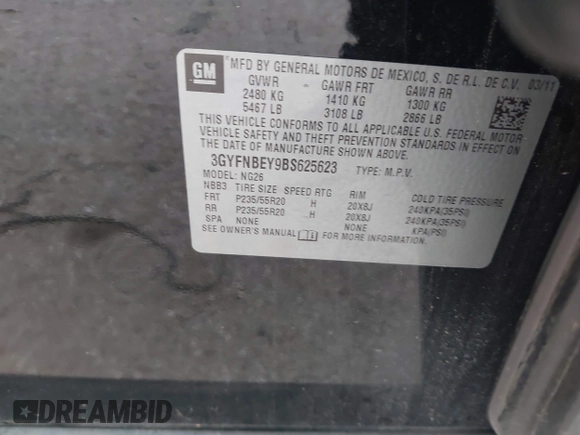 GM
MFD BY GENERAL MOTORS DE MEXICO, S. DE R.L. DE C.V. 03/11
GVWR GAWR FRT GAWR RR
2480 KG 1410 KG 1300 KG
5467 LB 3108 LB 2866 LB
THIS VEHICLE CONFORMS TO ALL APPLICABLE U.S. FEDERAL MOTOR
VEHICLE SAFETY AND THEFT PREVENTION STANDARDS IN EFFECT ON
THE DATE OF MANUFACTURE SHOWN ABOVE.
3GYFNBEY9BS625623 TYPE: M.P.V.
MODEL: NG26
NBB3 TIRE SIZE SPEED RTG RIM COLD TIRE PRESSURE
FRT P235/55R20 H 20X8J 240KPA(35PSI)
RR P235/55R20 H 20X8J 240KPA(35PSI)
SPA NONE NONE KPA(PSI)
SEE OWNER'S MANUAL FOR MORE INFORMATION.
DREAMBID